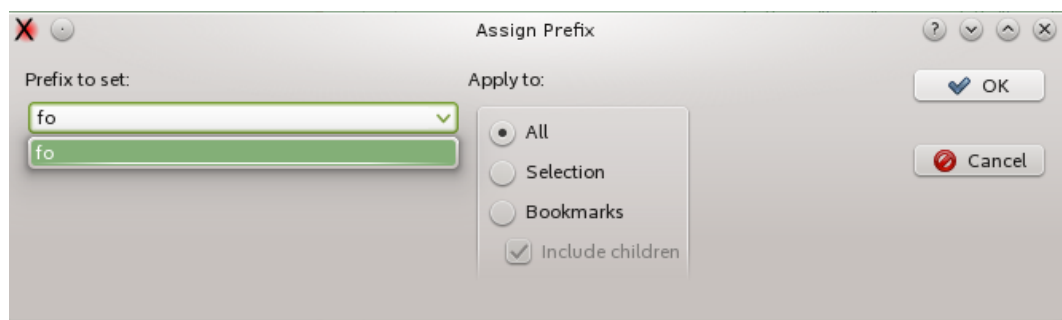 Assign Prefix
Prefix to set:
fo
fo
Apply to:
All
Selection
Bookmarks
Include children
OK
Cancel